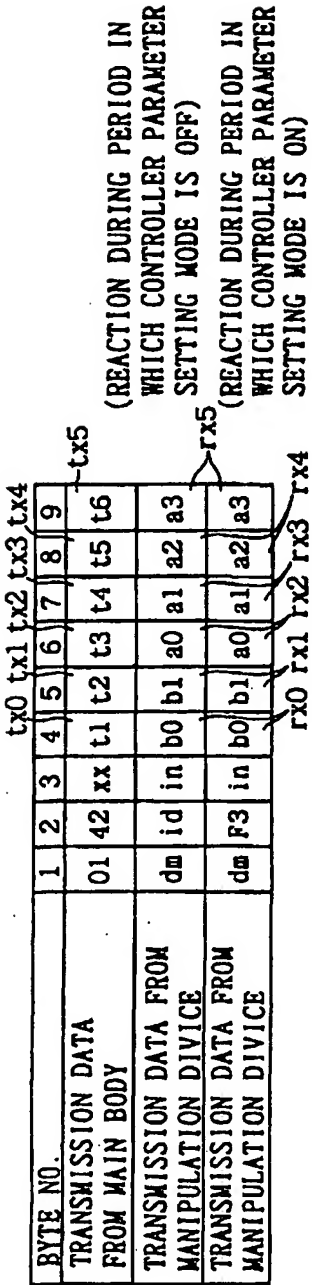 tx0 tx1 tx2 tx3 tx4
BYTE NO. 1 2 3 4 5 6 7 8 9
tx5
TRANSMISSION DATA FROM MAIN BODY 01 42 xx t1 t2 t3 t4 t5 t6
TRANSMISSION DATA FROM MANIPULATION DIVICE dm id in b0 b1 a0 a1 a2 a3
rx5
TRANSMISSION DATA FROM MANIPULATION DIVICE dm F3 in b0 b1 a0 a1 a2 a3
rx0 rx1 rx2 rx3 rx4
(REACTION DURING PERIOD IN
WHICH CONTROLLER PARAMETER
SETTING MODE IS OFF)
(REACTION DURING PERIOD IN
WHICH CONTROLLER PARAMETER
SETTING MODE IS ON)